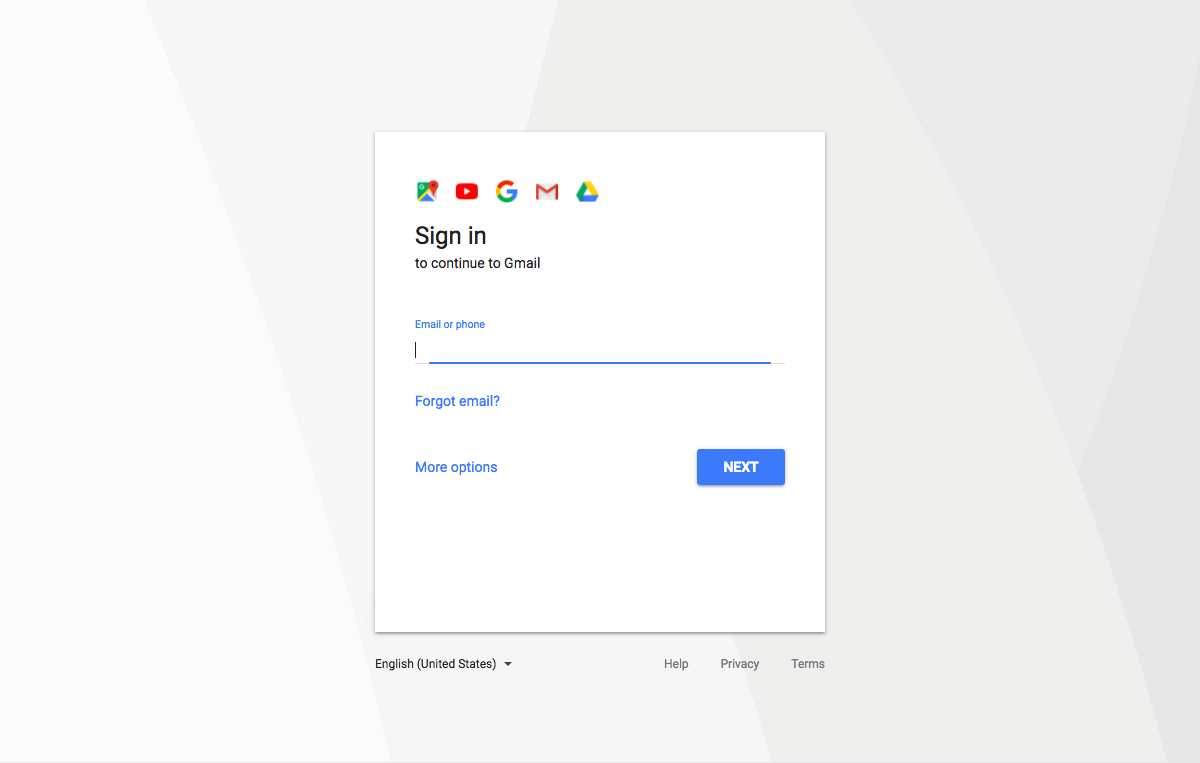 Sign in
to continue to Gmail
Email or phone
Forgot email?
More options
NEXT
English (United States)
Help
Privacy
Terms